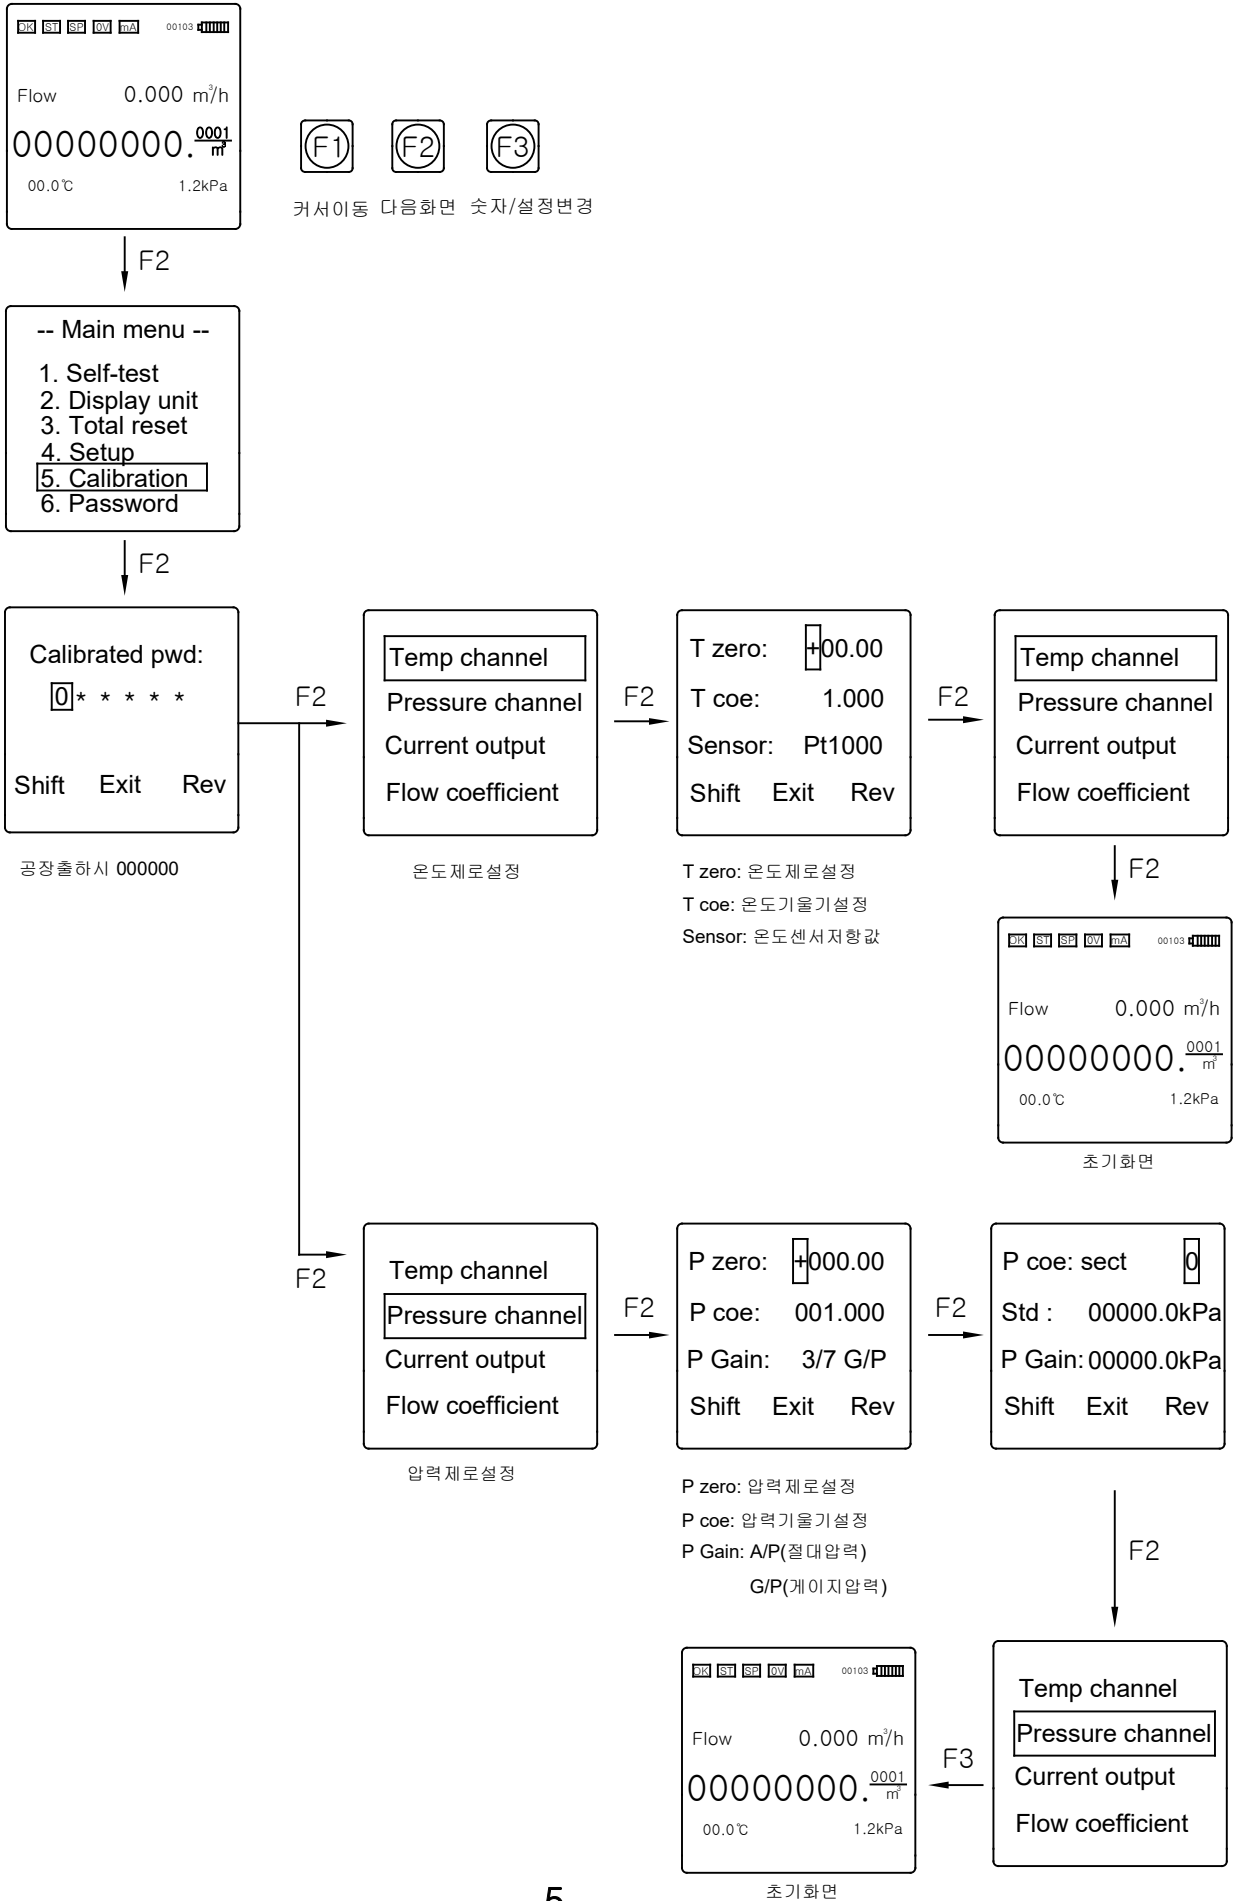 OK ST SP 0V mA 00103
Flow 0.000 m³/h
00000000. 0001
m³
00.0℃ 1.2kPa
F1 F2 F3
커서이동 다음화면 숫자/설정변경
F2
-- Main menu --
1. Self-test
2. Display unit
3. Total reset
4. Setup
5. Calibration
6. Password
F2
Calibrated pwd:
0 * * * * *
Shift Exit Rev
공장출하시 000000
F2
Temp channel
Pressure channel
Current output
Flow coefficient
온도제로설정
F2
T zero: +00.00
T coe: 1.000
Sensor: Pt1000
Shift Exit Rev
T zero: 온도제로설정
T coe: 온도기울기설정
Sensor: 온도센서저항값
F2
Temp channel
Pressure channel
Current output
Flow coefficient
F2
OK ST SP 0V mA 00103
Flow 0.000 m³/h
00000000. 0001
m³
00.0℃ 1.2kPa
초기화면
F2
Temp channel
Pressure channel
Current output
Flow coefficient
압력제로설정
F2
P zero: +000.00
P coe: 001.000
P Gain: 3/7 G/P
Shift Exit Rev
P zero: 압력제로설정
P coe: 압력기울기설정
P Gain: A/P(절대압력)
G/P(게이지압력)
F2
P coe: sect 0
Std : 00000.0kPa
P Gain: 00000.0kPa
Shift Exit Rev
F2
Temp channel
Pressure channel
Current output
Flow coefficient
F3
OK ST SP 0V mA 00103
Flow 0.000 m³/h
00000000. 0001
m³
00.0℃ 1.2kPa
초기화면
5